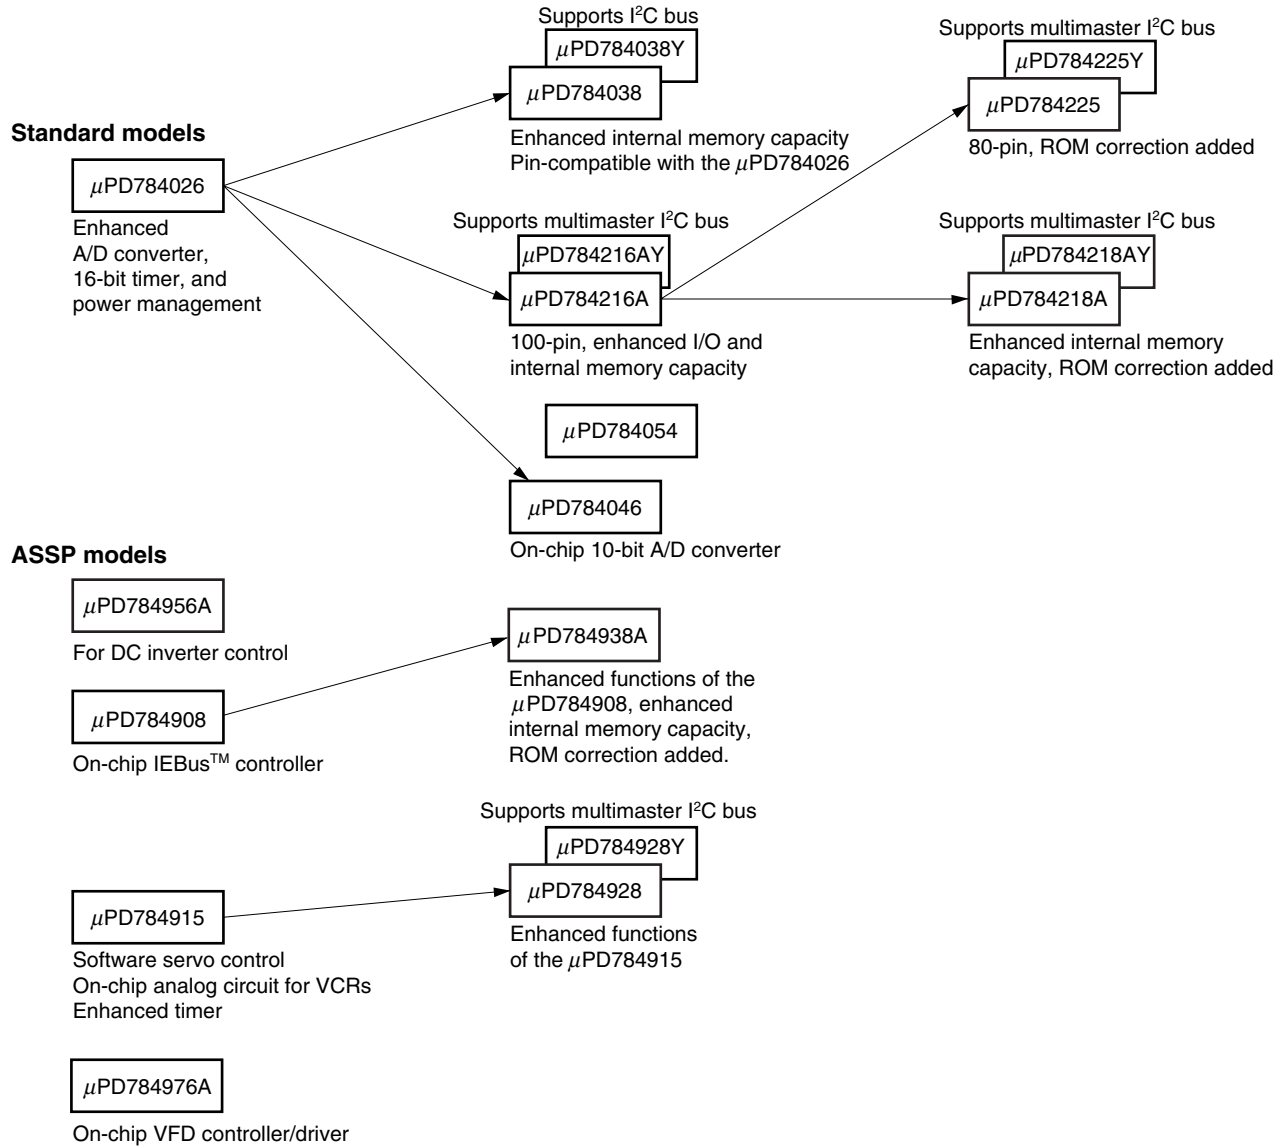 Standard models
μPD784026
Enhanced
A/D converter,
16-bit timer, and
power management
Supports I²C bus
μPD784038Y
μPD784038
Enhanced internal memory capacity
Pin-compatible with the μPD784026
Supports multimaster I²C bus
μPD784216AY
μPD784216A
100-pin, enhanced I/O and
internal memory capacity
μPD784054
μPD784046
On-chip 10-bit A/D converter
Supports multimaster I²C bus
μPD784225Y
μPD784225
80-pin, ROM correction added
Supports multimaster I²C bus
μPD784218AY
μPD784218A
Enhanced internal memory
capacity, ROM correction added
ASSP models
μPD784956A
For DC inverter control
μPD784908
On-chip IEBus™ controller
μPD784938A
Enhanced functions of the
μPD784908, enhanced
internal memory capacity,
ROM correction added.
μPD784915
Software servo control
On-chip analog circuit for VCRs
Enhanced timer
Supports multimaster I²C bus
μPD784928Y
μPD784928
Enhanced functions
of the μPD784915
μPD784976A
On-chip VFD controller/driver